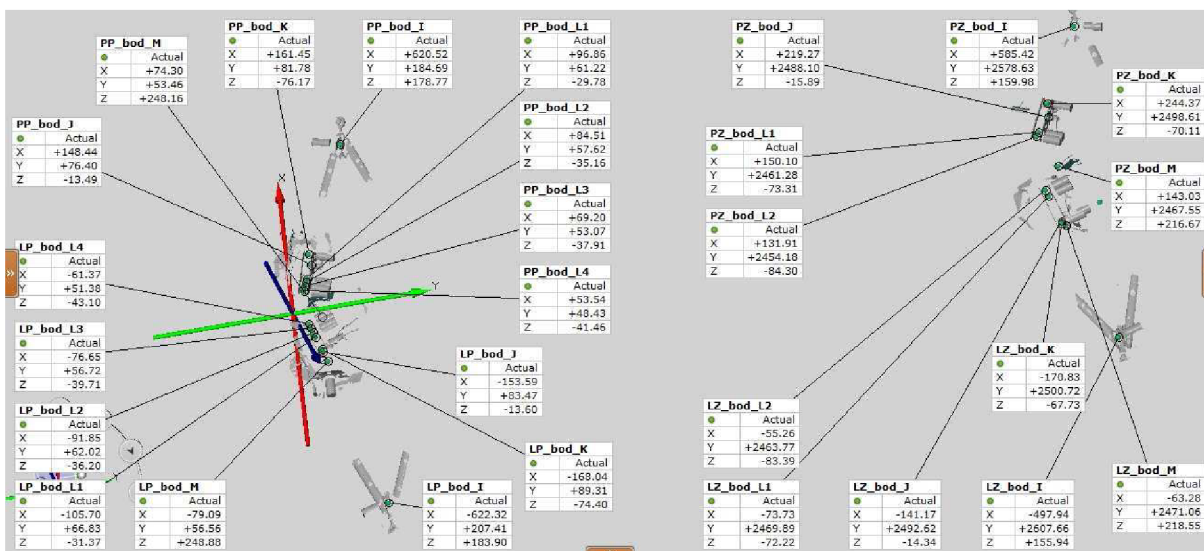 PP_bod_K
Actual
X +161.45
Y +81.78
Z -76.17
PP_bod_I
Actual
X +620.52
Y +184.69
Z +178.77
PP_bod_L1
Actual
X +96.86
Y +61.22
Z -29.78
PP_bod_M
Actual
X +74.30
Y +53.46
Z +248.16
PP_bod_L2
Actual
X +84.51
Y +57.62
Z -35.16
PP_bod_J
Actual
X +148.44
Y +76.40
Z -13.49
PP_bod_L3
Actual
X +69.20
Y +53.07
Z -37.91
X
Y
LP_bod_L4
Actual
X -61.37
Y +51.38
Z -43.10
PP_bod_L4
Actual
X +53.54
Y +48.43
Z -41.46
LP_bod_L3
Actual
X -76.65
Y +56.72
Z -39.71
LP_bod_J
Actual
X -153.59
Y +83.47
Z -13.60
LP_bod_L2
Actual
X -91.85
Y +62.02
Z -36.20
LP_bod_K
Actual
X -168.04
Y +89.31
Z -74.40
LP_bod_L1
Actual
X -105.70
Y +66.83
Z -31.37
LP_bod_M
Actual
X -79.09
Y +56.56
Z +248.88
LP_bod_I
Actual
X -622.32
Y +207.41
Z +183.90
PZ_bod_J
Actual
X +219.27
Y +2488.10
Z -15.89
PZ_bod_I
Actual
X +585.42
Y +2578.63
Z +159.98
PZ_bod_K
Actual
X +244.37
Y +2498.61
Z -70.11
PZ_bod_L1
Actual
X +150.10
Y +2461.28
Z -73.31
PZ_bod_M
Actual
X +143.03
Y +2467.55
Z +216.67
PZ_bod_L2
Actual
X +131.91
Y +2454.18
Z -84.30
LZ_bod_K
Actual
X -170.83
Y +2500.72
Z -67.73
LZ_bod_L2
Actual
X -55.26
Y +2463.77
Z -83.39
LZ_bod_L1
Actual
X -73.73
Y +2469.89
Z -72.22
LZ_bod_J
Actual
X -141.17
Y +2492.62
Z -14.34
LZ_bod_I
Actual
X -497.94
Y +2607.66
Z +155.94
LZ_bod_M
Actual
X -63.28
Y +2471.06
Z +218.55